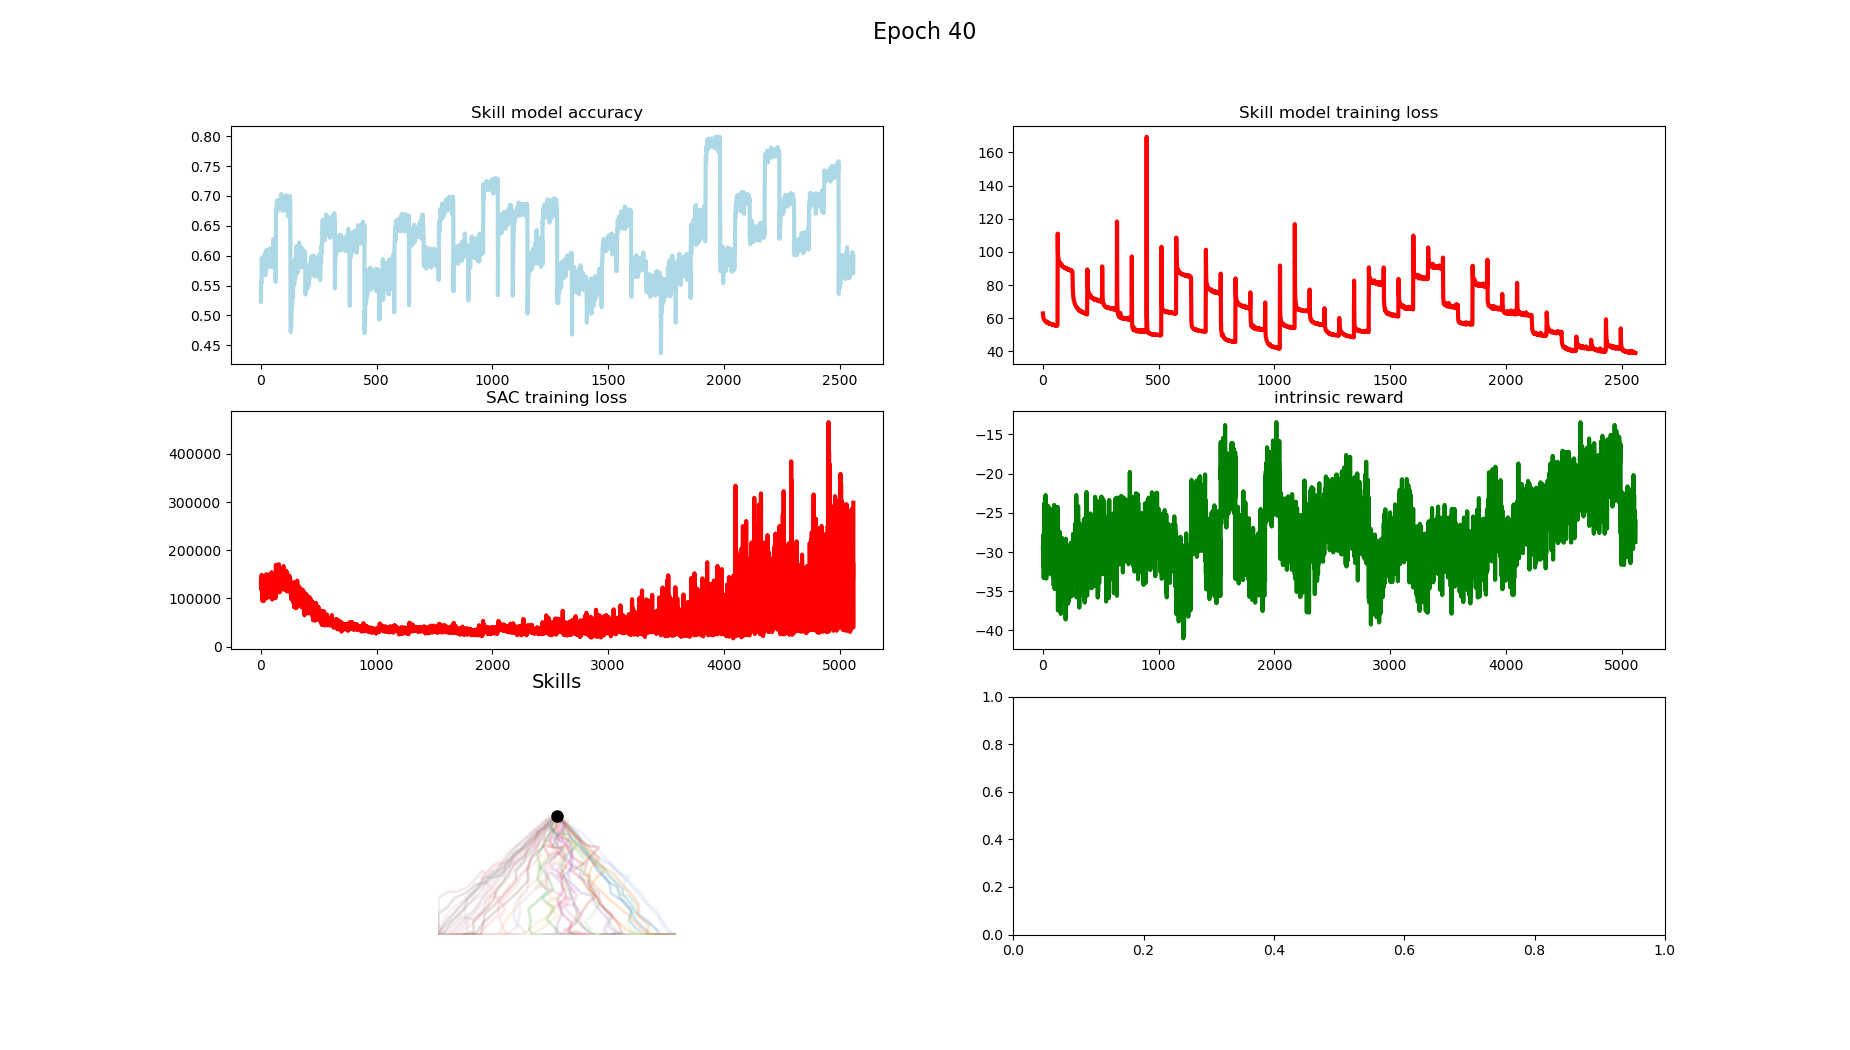 Epoch 40
Skill model accuracy
0.80
0.75
0.70
0.65
0.60
0.55
0.50
0.45
0 500 1000 1500 2000 2500
Skill model training loss
160
140
120
100
80
60
40
0 500 1000 1500 2000 2500
SAC training loss
400000
300000
200000
100000
0
0 1000 2000 3000 4000 5000
intrinsic reward
−15
−20
−25
−30
−35
−40
0 1000 2000 3000 4000 5000
Skills
1.0
0.8
0.6
0.4
0.2
0.0
0.0 0.2 0.4 0.6 0.8 1.0